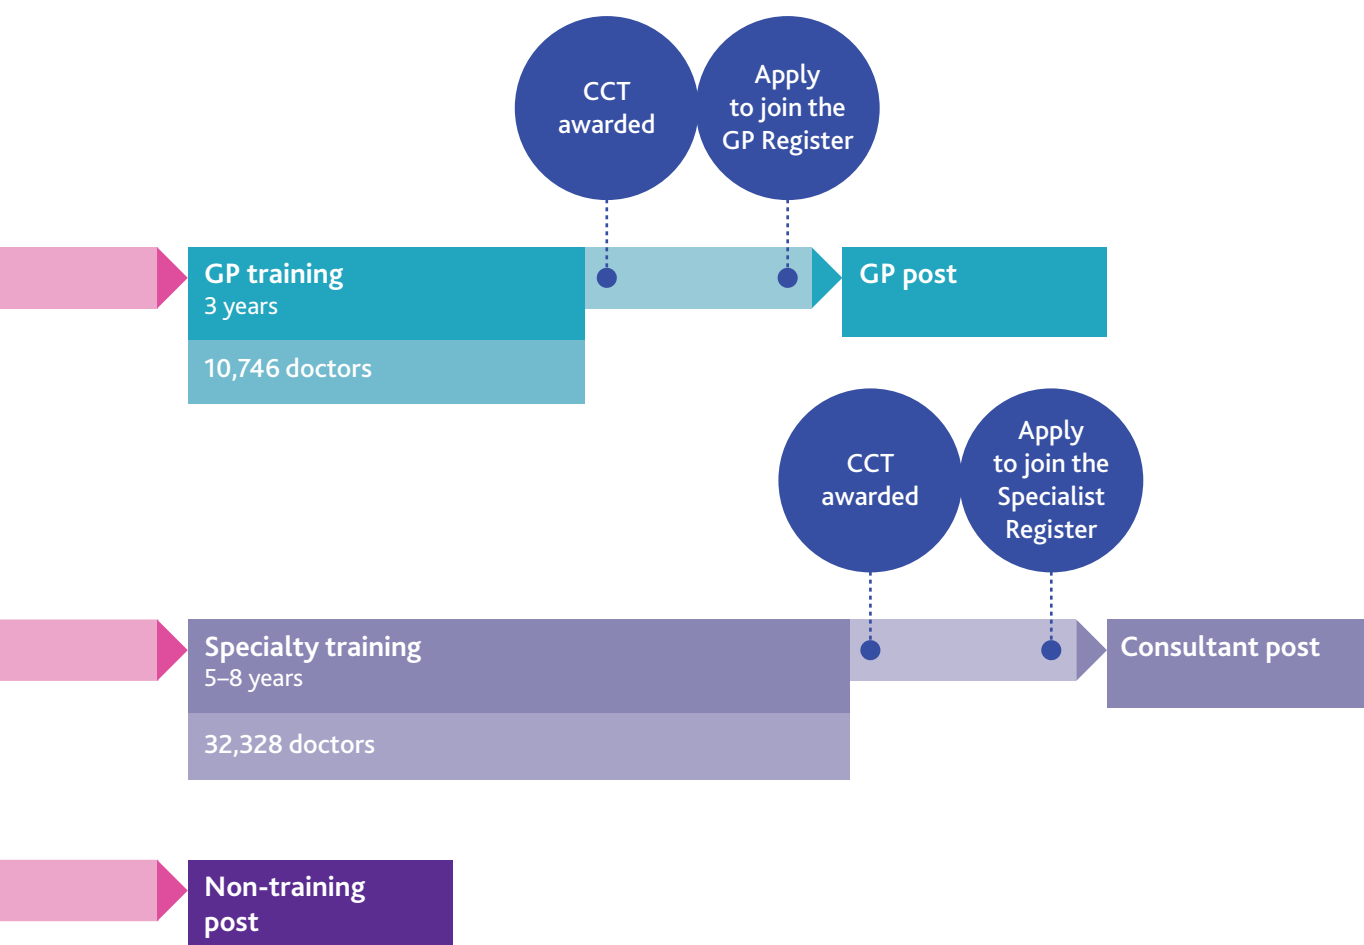 CCT
awarded
Apply
to join the
GP Register
GP training
3 years
10,746 doctors
GP post
CCT
awarded
Apply
to join the
Specialist
Register
Specialty training
5–8 years
32,328 doctors
Consultant post
Non-training
post